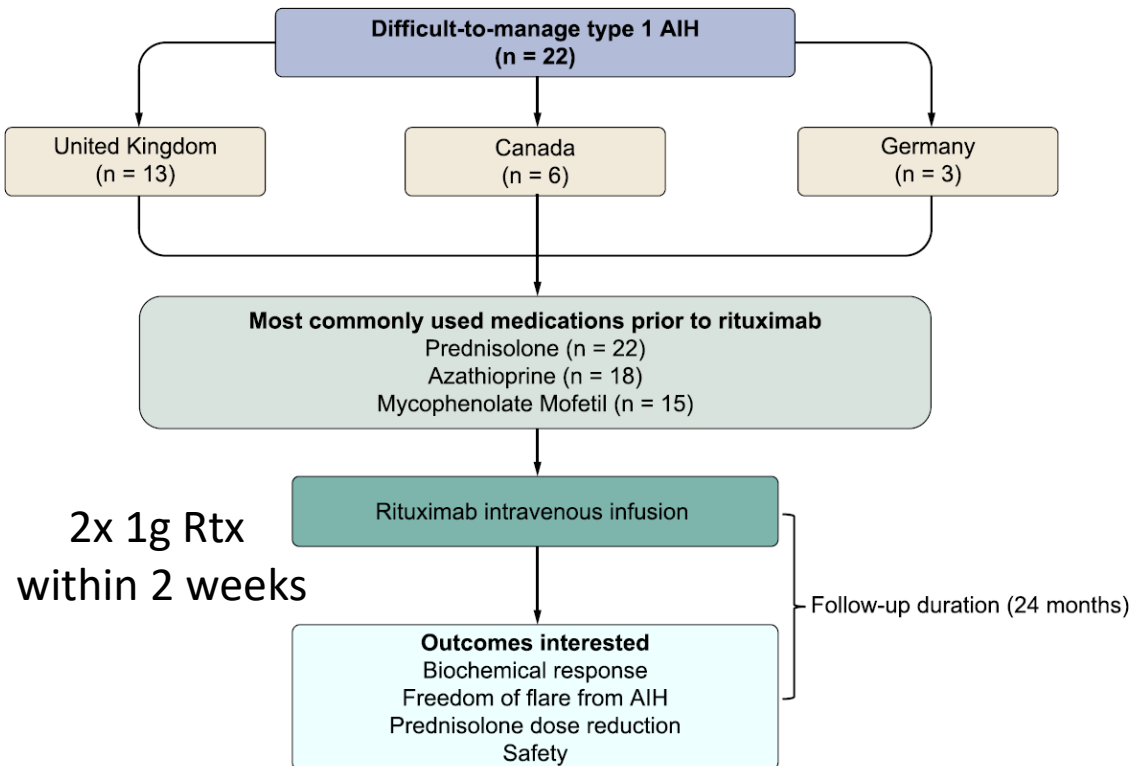 Difficult-to-manage type 1 AIH
(n = 22)
United Kingdom
(n = 13)
Canada
(n = 6)
Germany
(n = 3)
Most commonly used medications prior to rituximab
Prednisolone (n = 22)
Azathioprine (n = 18)
Mycophenolate Mofetil (n = 15)
Rituximab intravenous infusion
2x 1g Rtx
within 2 weeks
Follow-up duration (24 months)
Outcomes interested
Biochemical response
Freedom of flare from AIH
Prednisolone dose reduction
Safety